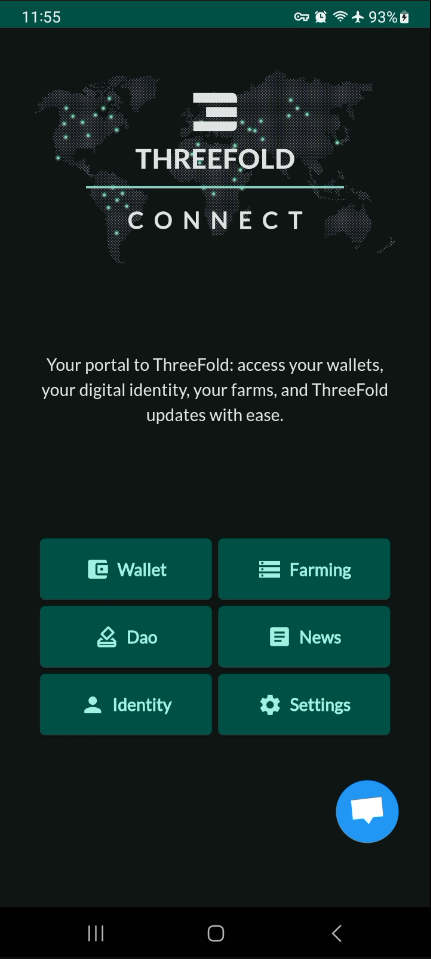 11:55
93%
THREEFOLD
CONNECT
Your portal to ThreeFold: access your wallets,
your digital identity, your farms, and ThreeFold
updates with ease.
Wallet
Farming
Dao
News
Identity
Settings